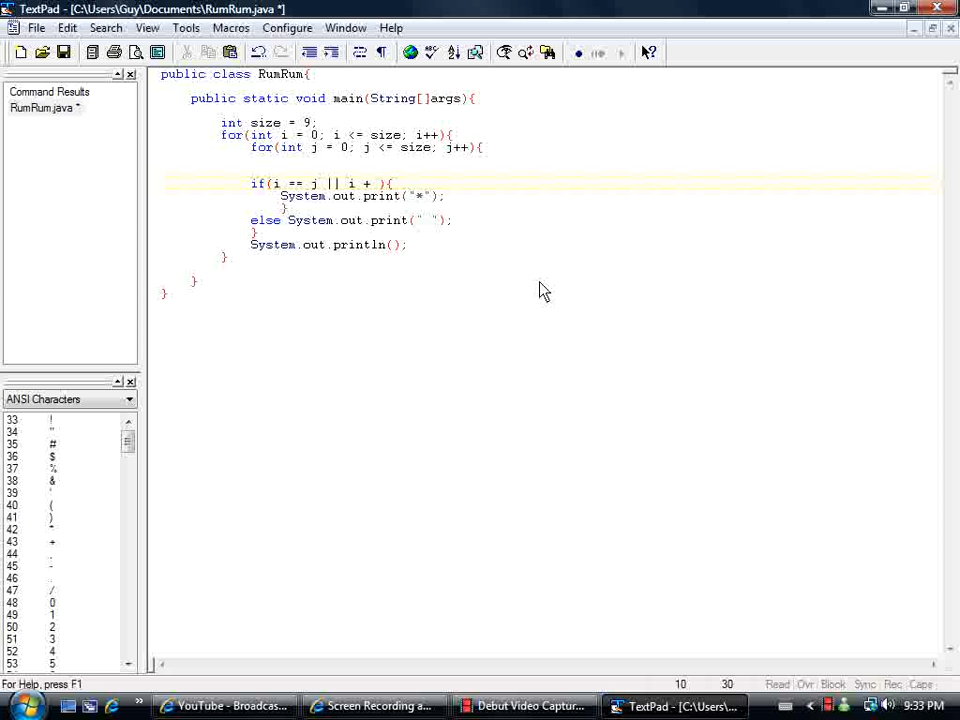 TextPad - [C:\Users\Guy\Documents\RumRum.java *]
File Edit Search View Tools Macros Configure Window Help
Command Results
RumRum.java *
public class RumRum{
public static void main(String[]args){
int size = 9;
for(int i = 0; i <= size; i++){
for(int j = 0; j <= size; j++){
if(i == j || i + ){
System.out.print("*");
}
else System.out.print(" ");
}
System.out.println();
}
}
}
ANSI Characters
33 !
34 "
35 #
36 $
37 %
38 &
39 '
40 (
41 )
42 *
43 +
44 ,
45 -
46 .
47 /
48 0
49 1
50 2
51 3
52 4
53 5
For Help, press F1
10 30 Read Ovr Block Sync Rec Caps
YouTube - Broadcas... Screen Recording a... Debut Video Captur... TextPad - [C:\Users\... 9:33 PM